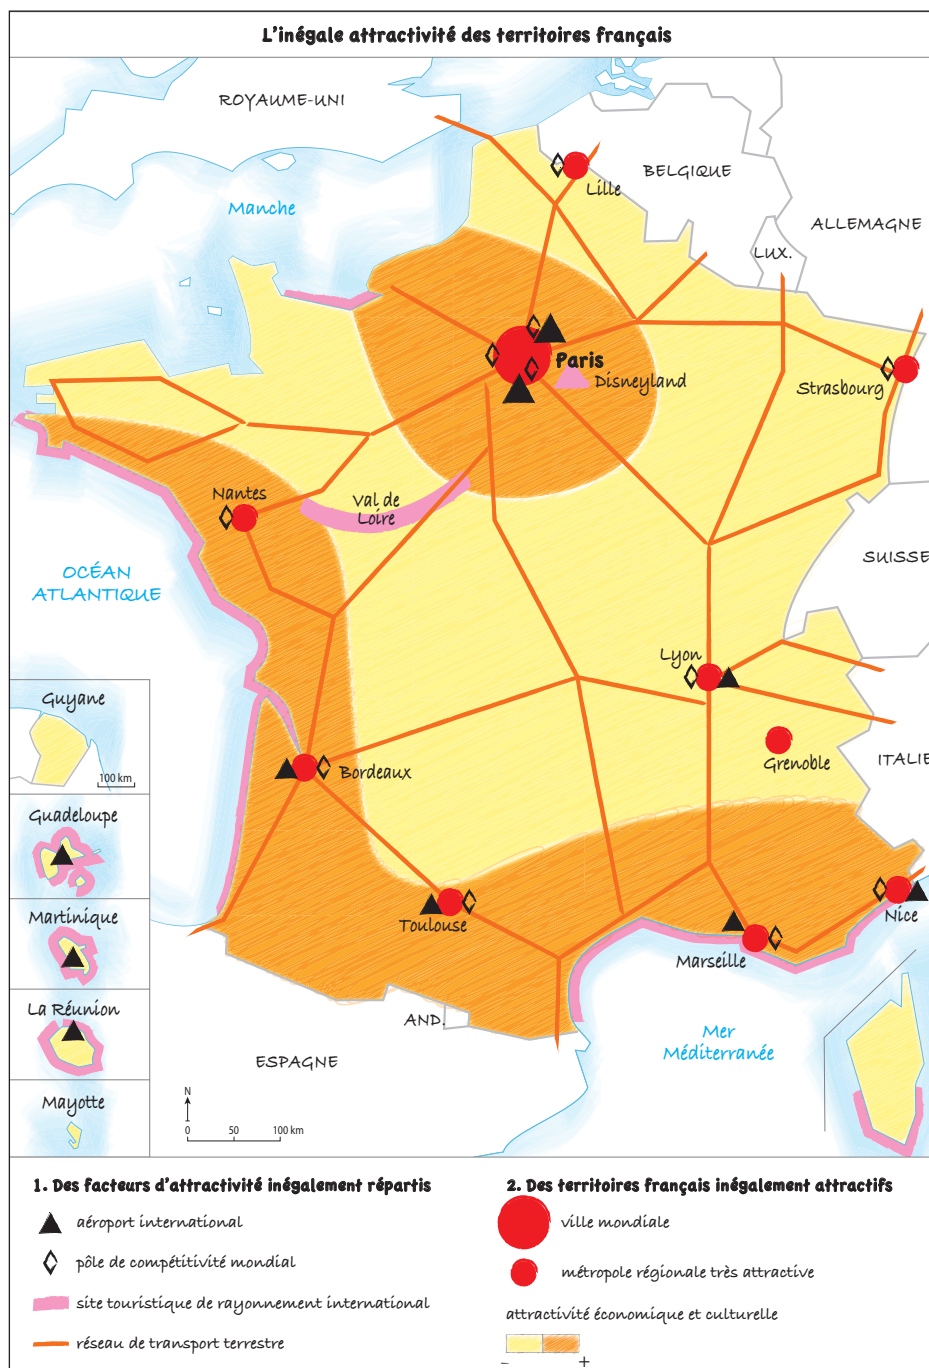 L'inégale attractivité des territoires français
ROYAUME-UNI
BELGIQUE
Lille
Manche
ALLEMAGNE
LUX.
Paris
Disneyland
Strasbourg
Nantes
Val de
Loire
OCÉAN
ATLANTIQUE
SUISSE
Lyon
Guyane
100 km
Grenoble
ITALIE
Bordeaux
Guadeloupe
Martinique
Toulouse
Nice
Marseille
La Réunion
AND.
Mer
Méditerranée
ESPAGNE
Mayotte
N
0 50 100 km
1. Des facteurs d'attractivité inégalement répartis
aéroport international
pôle de compétitivité mondial
site touristique de rayonnement international
réseau de transport terrestre
2. Des territoires français inégalement attractifs
ville mondiale
métropole régionale très attractive
attractivité économique et culturelle
- +